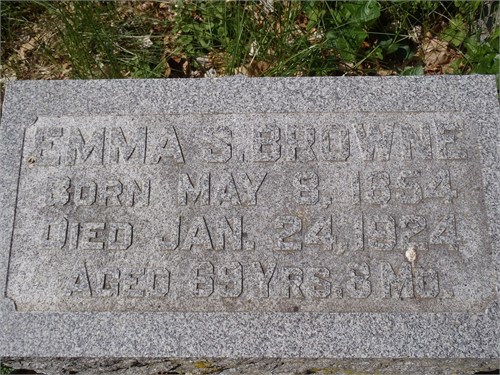 EMMA S. BROWNE
BORN MAY 8, 1854
DIED JAN. 24, 1924
AGED 69 YRS. 8 MO.